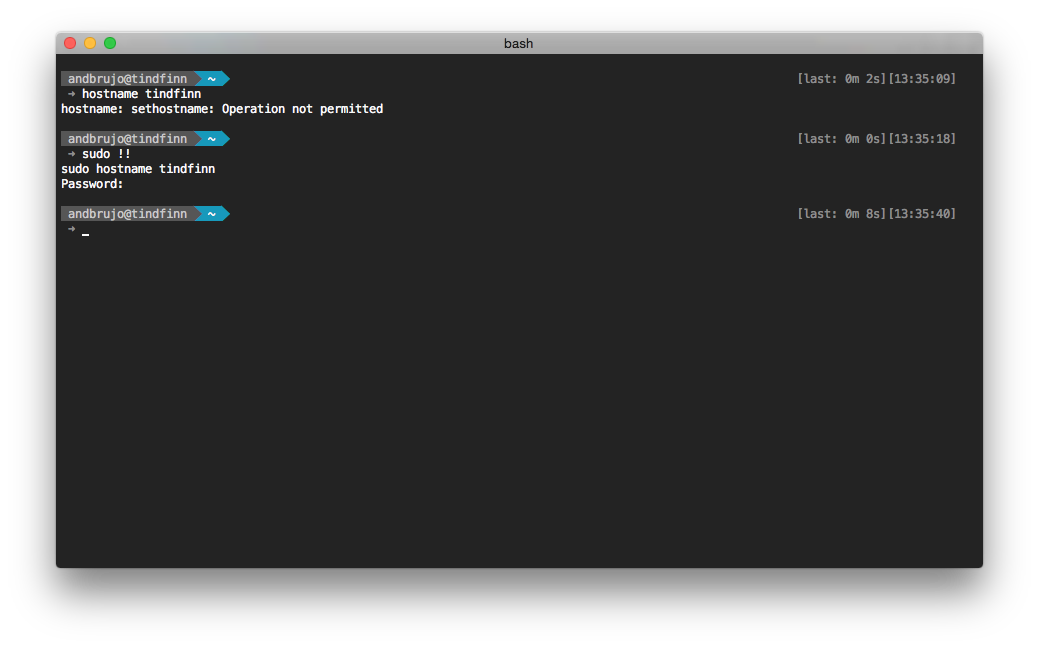 bash
andbrujo@tindfinn ~ [last: 0m 2s][13:35:09]
➜ hostname tindfinn
hostname: sethostname: Operation not permitted
andbrujo@tindfinn ~ [last: 0m 0s][13:35:18]
➜ sudo !!
sudo hostname tindfinn
Password:
andbrujo@tindfinn ~ [last: 0m 8s][13:35:40]
➜ _